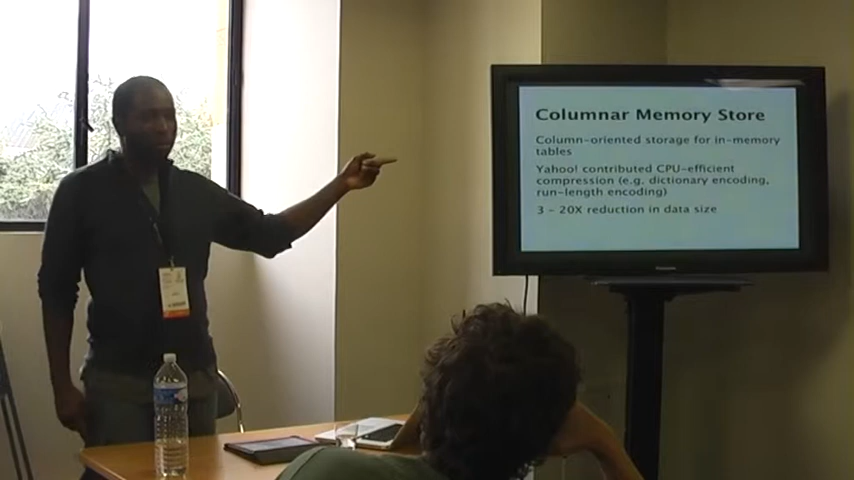 Columnar Memory Store
Column-oriented storage for in-memory
tables
Yahoo! contributed CPU-efficient
compression (e.g. dictionary encoding,
run-length encoding)
3 - 20X reduction in data size